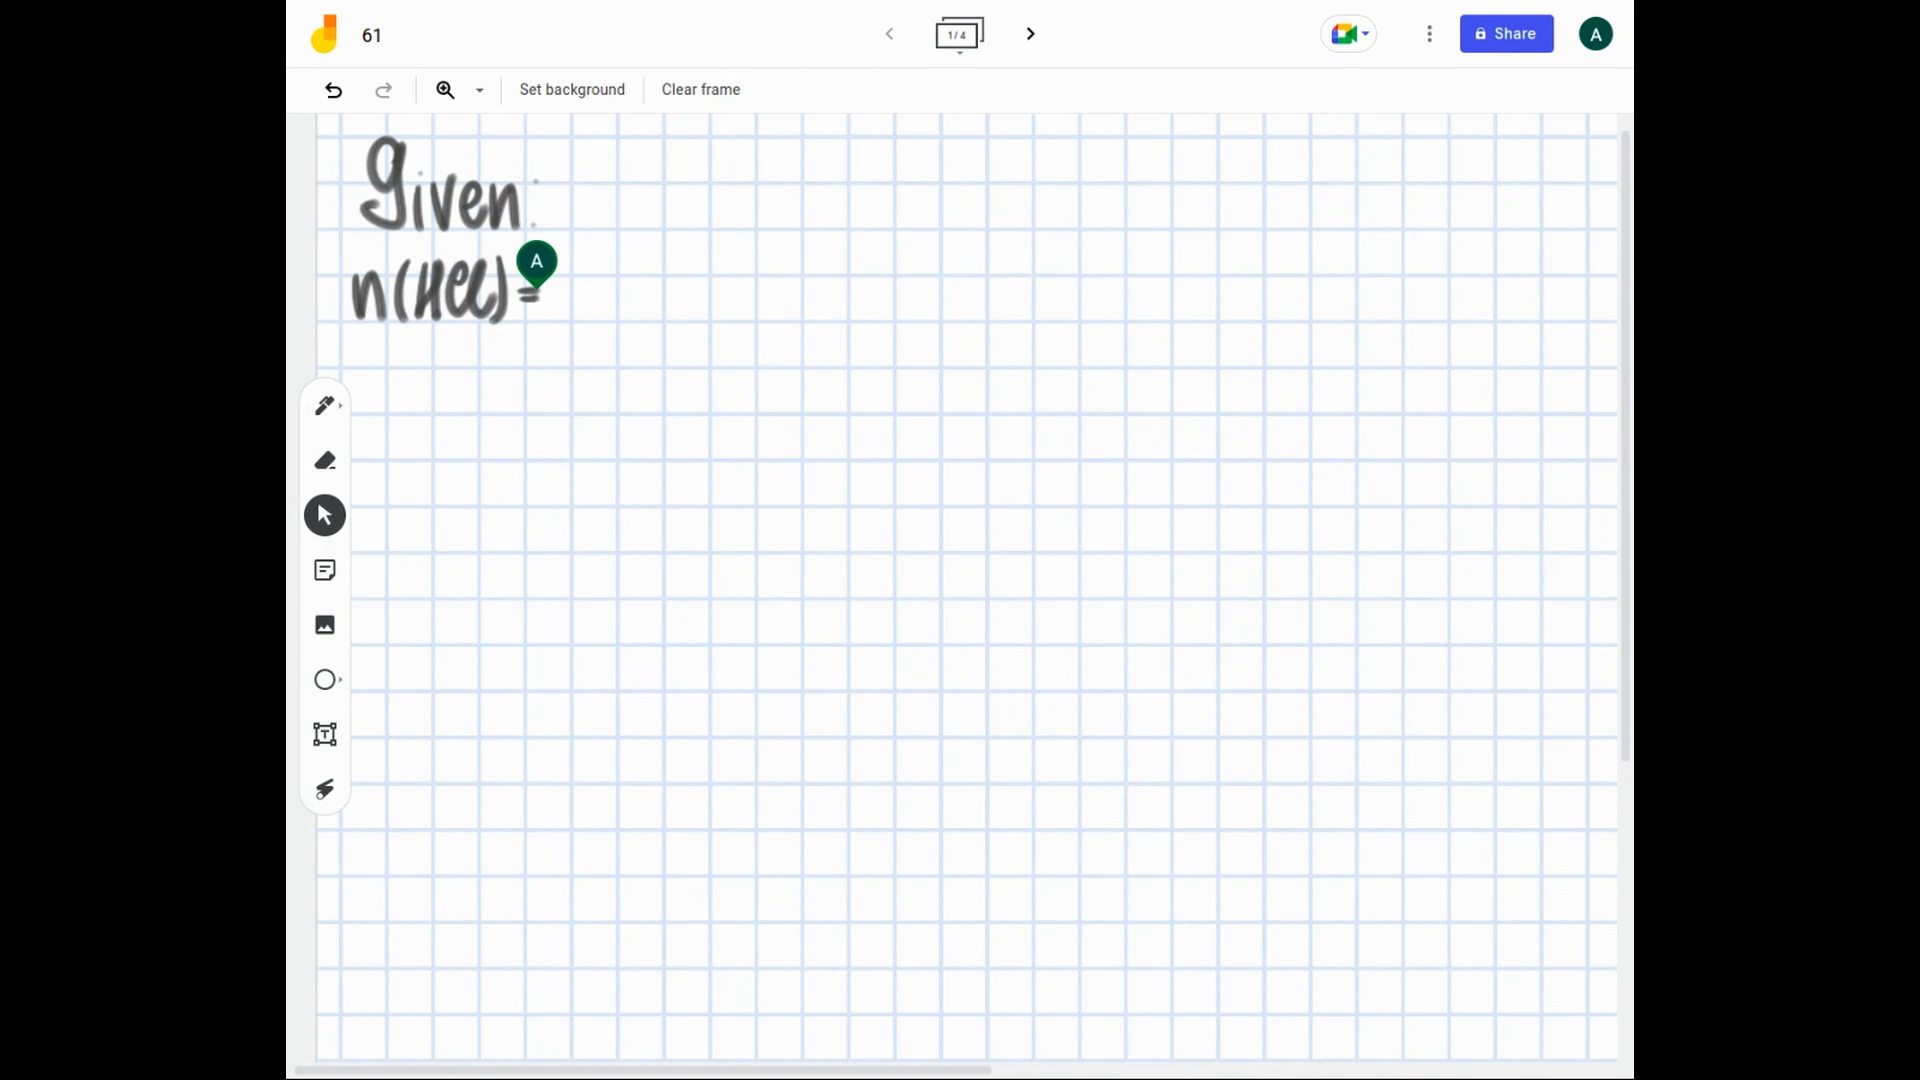 61
1/4
Share
A
Set background
Clear frame
Given:
A
n(HCl)=